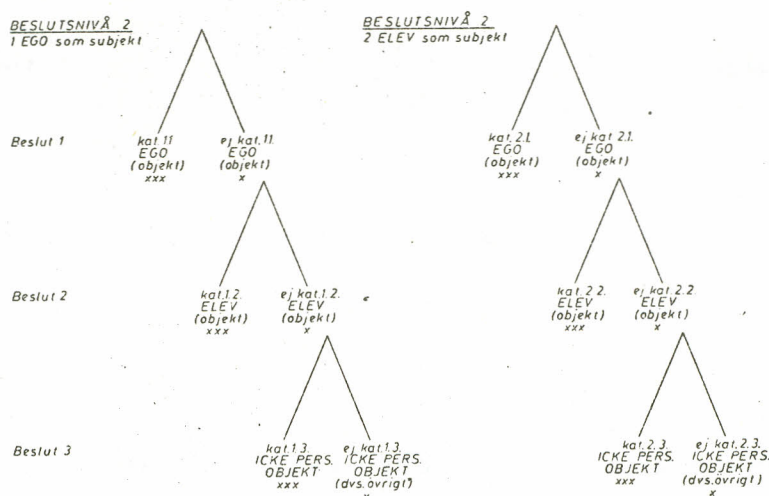 BESLUTSNIVÅ 2
1 EGO som subjekt
BESLUTSNIVÅ 2
2 ELEV som subjekt
Beslut 1
kat.11
EGO
(objekt)
xxx
ej kat.11.
EGO
(objekt)
x
kat.2.1.
EGO
(objekt)
xxx
ej kat.2.1.
EGO
(objekt)
x
Beslut 2
kat.1.2.
ELEV
(objekt)
xxx
ej kat.1.2.
ELEV
(objekt)
x
kat.2.2.
ELEV
(objekt)
xxx
ej kat.2.2.
ELEV
(objekt)
x
Beslut 3
kat.1.3.
ICKE PERS.
OBJEKT
xxx
ej kat.1.3.
ICKE PERS.
OBJEKT
(dvs.övrigt)
x
kat.2.3.
ICKE PERS.
OBJEKT
xxx
ej kat.2.3.
ICKE PERS.
OBJEKT
(dvs.övrigt)
x